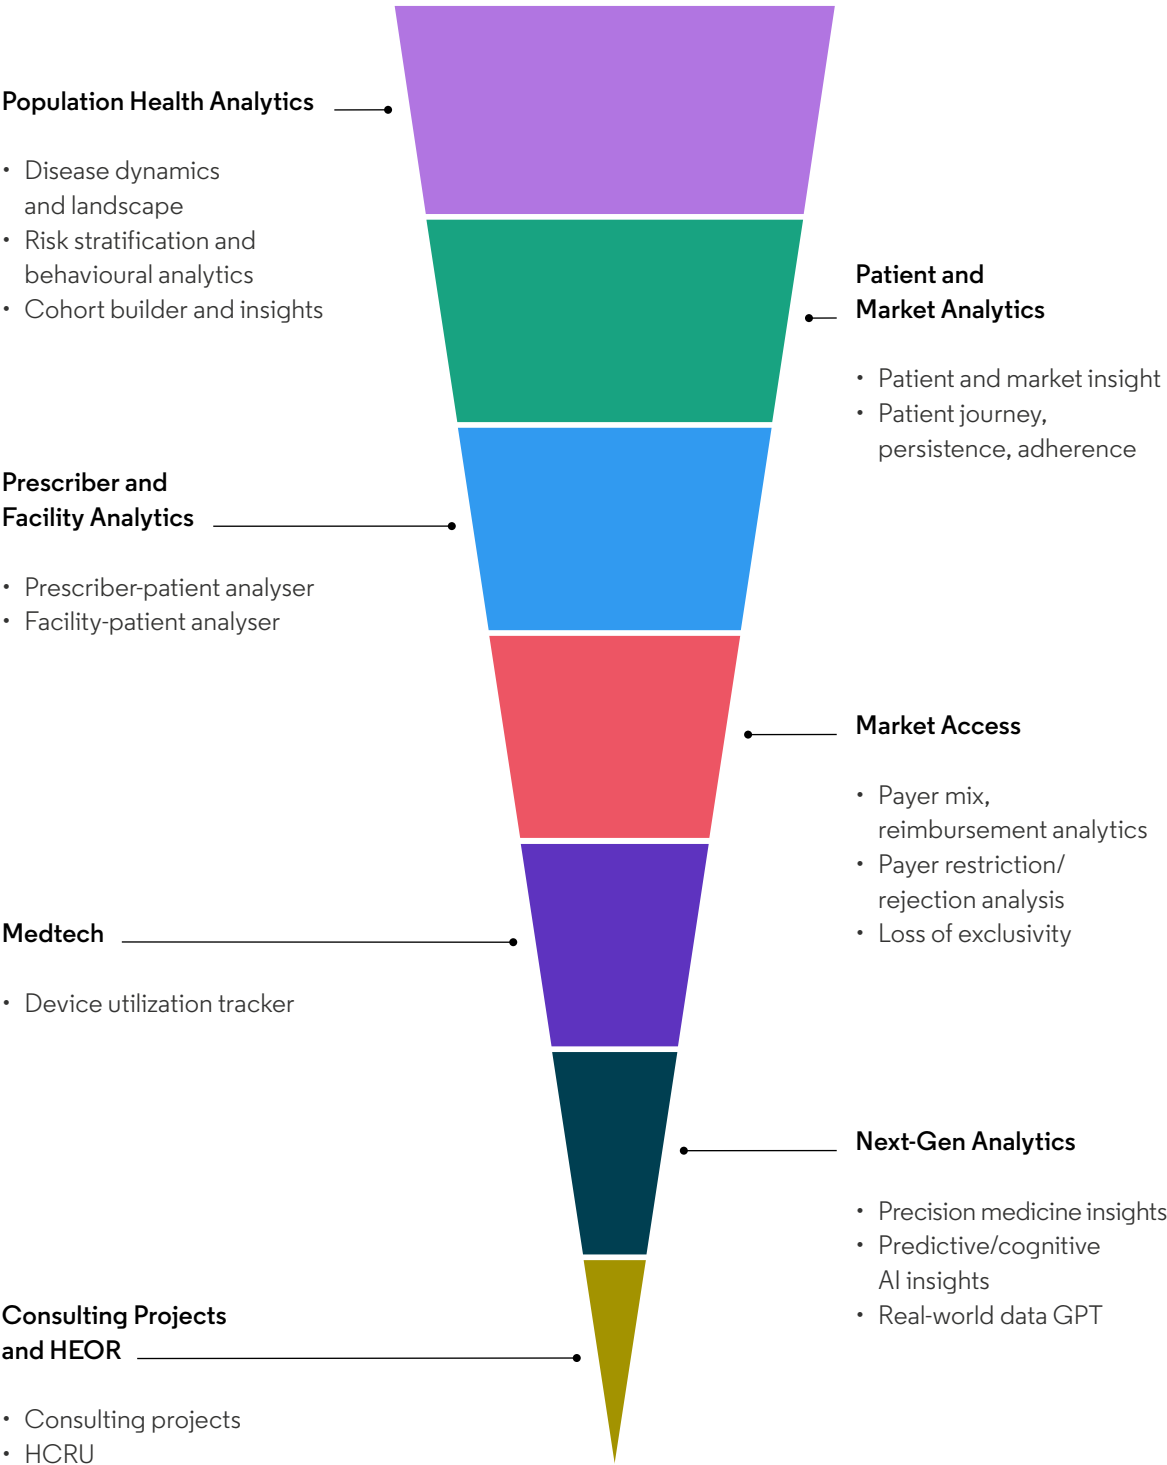 Population Health Analytics
• Disease dynamics
and landscape
• Risk stratification and
behavioural analytics
• Cohort builder and insights
Patient and
Market Analytics
• Patient and market insight
• Patient journey,
persistence, adherence
Prescriber and
Facility Analytics
• Prescriber-patient analyser
• Facility-patient analyser
Market Access
• Payer mix,
reimbursement analytics
• Payer restriction/
rejection analysis
• Loss of exclusivity
Medtech
• Device utilization tracker
Next-Gen Analytics
• Precision medicine insights
• Predictive/cognitive
AI insights
• Real-world data GPT
Consulting Projects
and HEOR
• Consulting projects
• HCRU